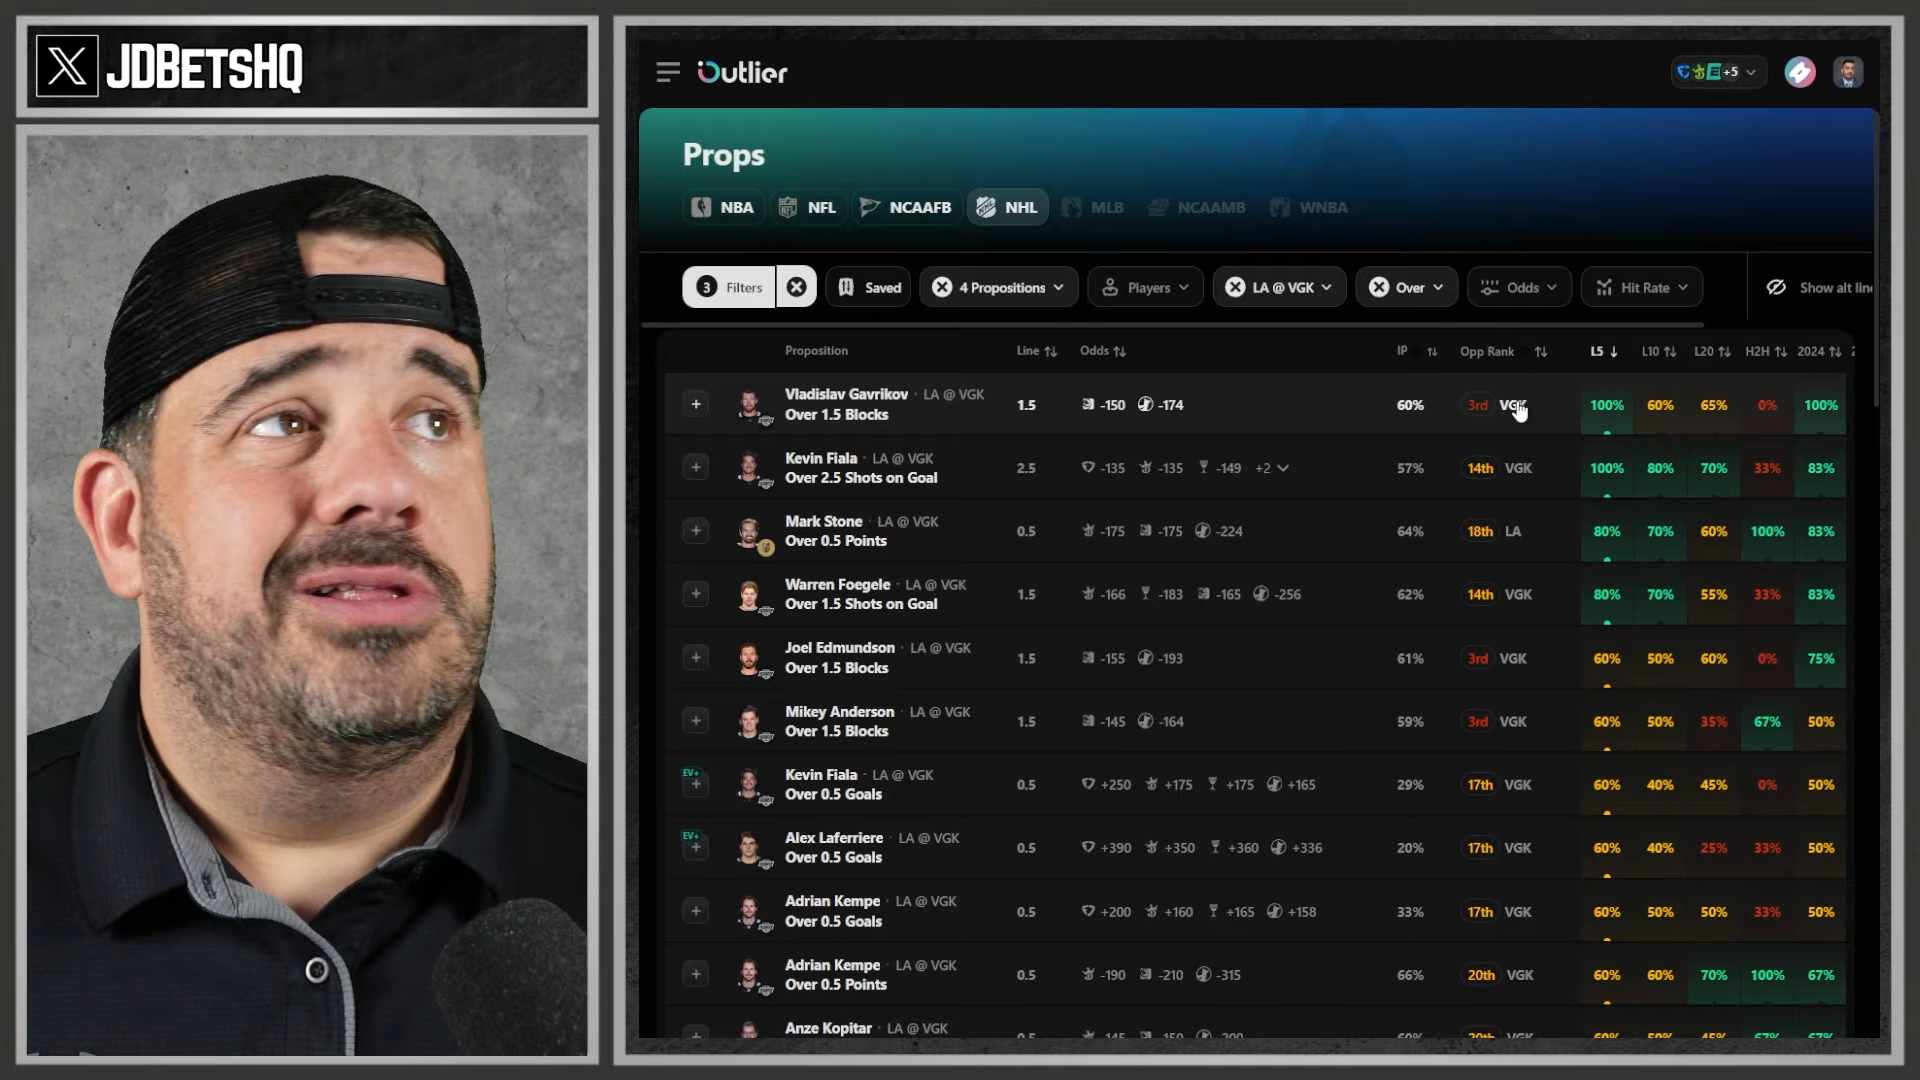 X JDBetsHQ
Outlier
+5
Props
NBA NFL NCAAFB NHL MLB NCAAMB WNBA
3 Filters Saved 4 Propositions Players LA @ VGK Over Odds Hit Rate Show alt line
Proposition Line Odds IP Opp Rank L5 L10 L20 H2H 2024 2
Vladislav Gavrikov · LA @ VGK
Over 1.5 Blocks 1.5 -150 -174 60% 3rd VGK 100% 60% 65% 0% 100%
Kevin Fiala · LA @ VGK
Over 2.5 Shots on Goal 2.5 -135 -135 -149 +2 57% 14th VGK 100% 80% 70% 33% 83%
Mark Stone · LA @ VGK
Over 0.5 Points 0.5 -175 -175 -224 64% 18th LA 80% 70% 60% 100% 83%
Warren Foegele · LA @ VGK
Over 1.5 Shots on Goal 1.5 -166 -183 -165 -256 62% 14th VGK 80% 70% 55% 33% 83%
Joel Edmundson · LA @ VGK
Over 1.5 Blocks 1.5 -155 -193 61% 3rd VGK 60% 50% 60% 0% 75%
Mikey Anderson · LA @ VGK
Over 1.5 Blocks 1.5 -145 -164 59% 3rd VGK 60% 50% 35% 67% 50%
EV+ Kevin Fiala · LA @ VGK
Over 0.5 Goals 0.5 +250 +175 +175 +165 29% 17th VGK 60% 40% 45% 0% 50%
EV+ Alex Laferriere · LA @ VGK
Over 0.5 Goals 0.5 +390 +350 +360 +336 20% 17th VGK 60% 40% 25% 33% 50%
Adrian Kempe · LA @ VGK
Over 0.5 Goals 0.5 +200 +160 +165 +158 33% 17th VGK 60% 50% 50% 33% 50%
Adrian Kempe · LA @ VGK
Over 0.5 Points 0.5 -190 -210 -315 66% 20th VGK 60% 60% 70% 100% 67%
Anze Kopitar · LA @ VGK